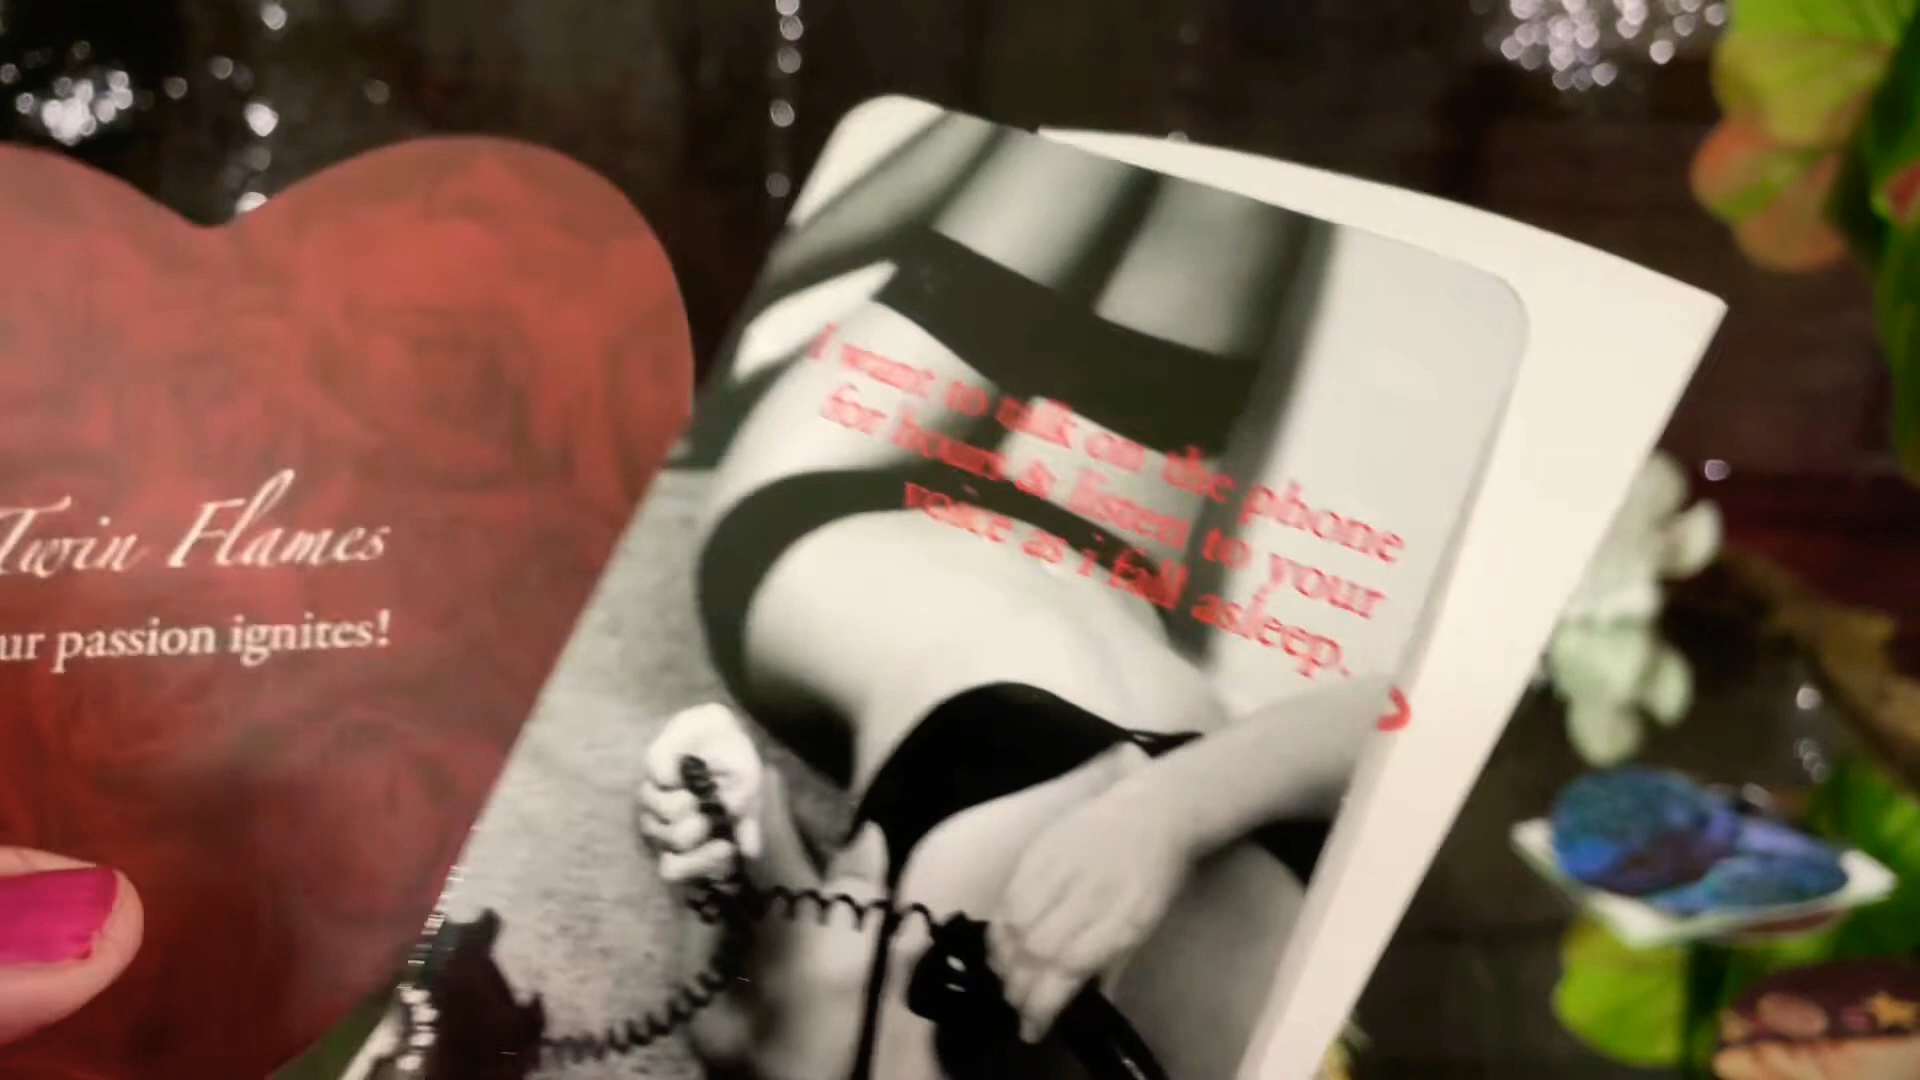 Twin Flames
ur passion ignites!
I want to talk on the phone
for hours & listen to your
voice as i fall asleep.